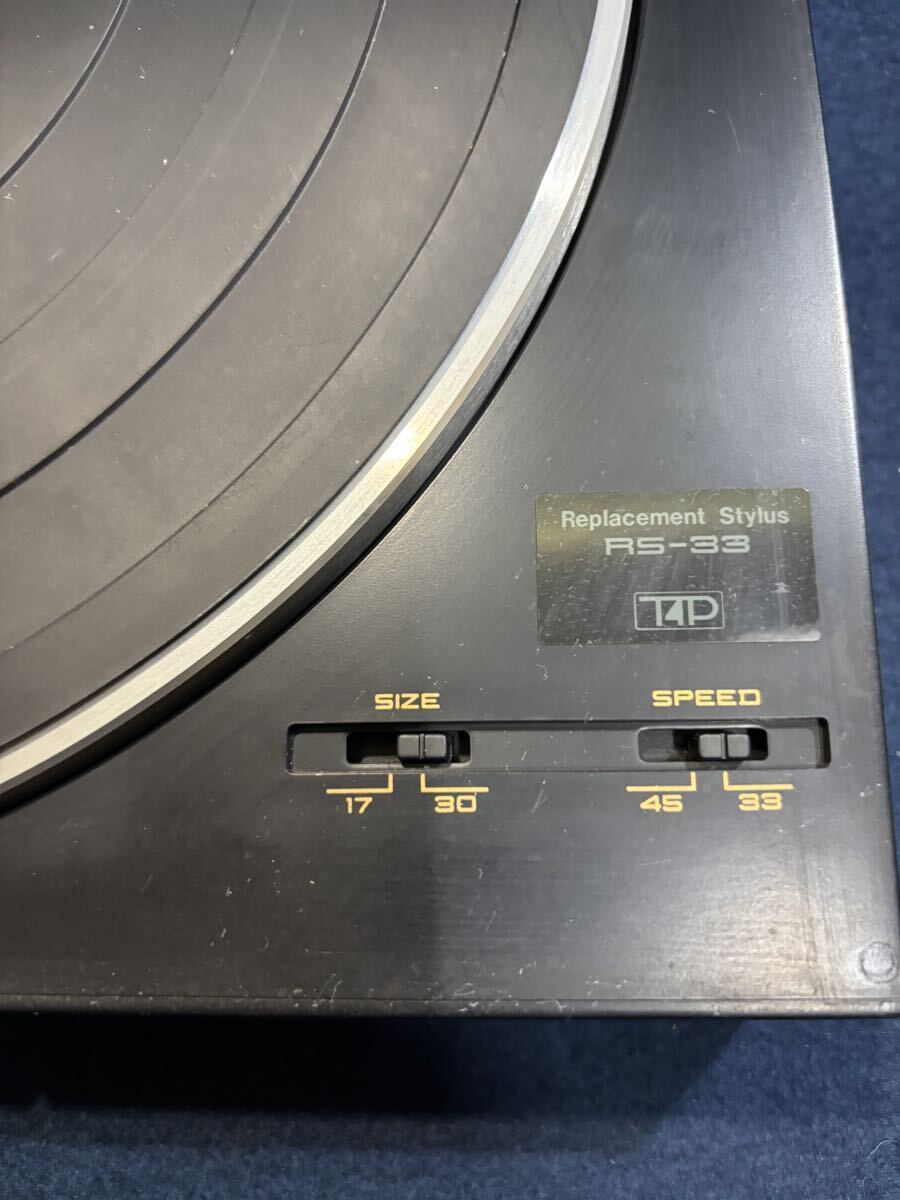 Replacement Stylus
RS-33
T4P
SIZE
SPEED
17 30
45 33